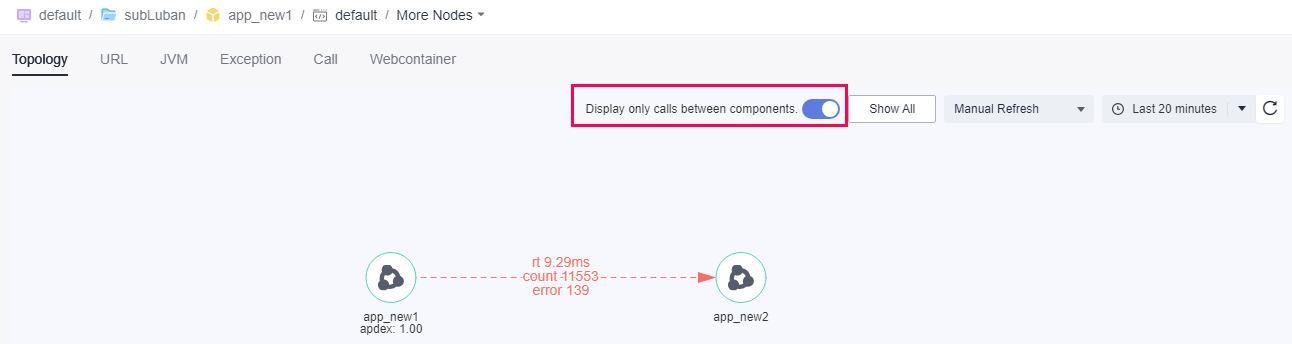 default / subLuban / app_new1 / default / More Nodes
Topology URL JVM Exception Call Webcontainer
Display only calls between components. Show All Manual Refresh Last 20 minutes
rt 9.29ms
count 11553
error 139
app_new1 app_new2
apdex: 1.00